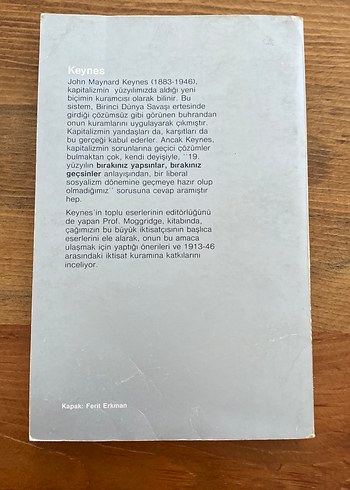 Keynes
John Maynard Keynes (1883-1946),
kapitalizmin yüzyılımızda aldığı yeni
biçimin kuramcısı olarak bilinir. Bu
sistem, Birinci Dünya Savaşı ertesinde
girdiği çözümsüz gibi görünen buhrandan
onun kuramlarını uygulayarak çıkmıştır.
Kapitalizmin yandaşları da, karşıtları da
bu gerçeği kabul ederler. Ancak Keynes,
kapitalizmin sorunlarına geçici çözümler
bulmaktan çok, kendi deyişiyle, ``19.
yüzyılın bırakınız yapsınlar, bırakınız
geçsinler anlayışından, bir liberal
sosyalizm dönemine geçmeye hazır olup
olmadığımız`` sorusuna cevap aramıştır
hep.
Keynes'in toplu eserlerinin editörlüğünü
de yapan Prof. Moggridge, kitabında,
çağımızın bu büyük iktisatçısının başlıca
eserlerini ele alarak, onun bu amaca
ulaşmak için yaptığı önerileri ve 1913-46
arasındaki iktisat kuramına katkılarını
inceliyor.
Kapak: Ferit Erkman